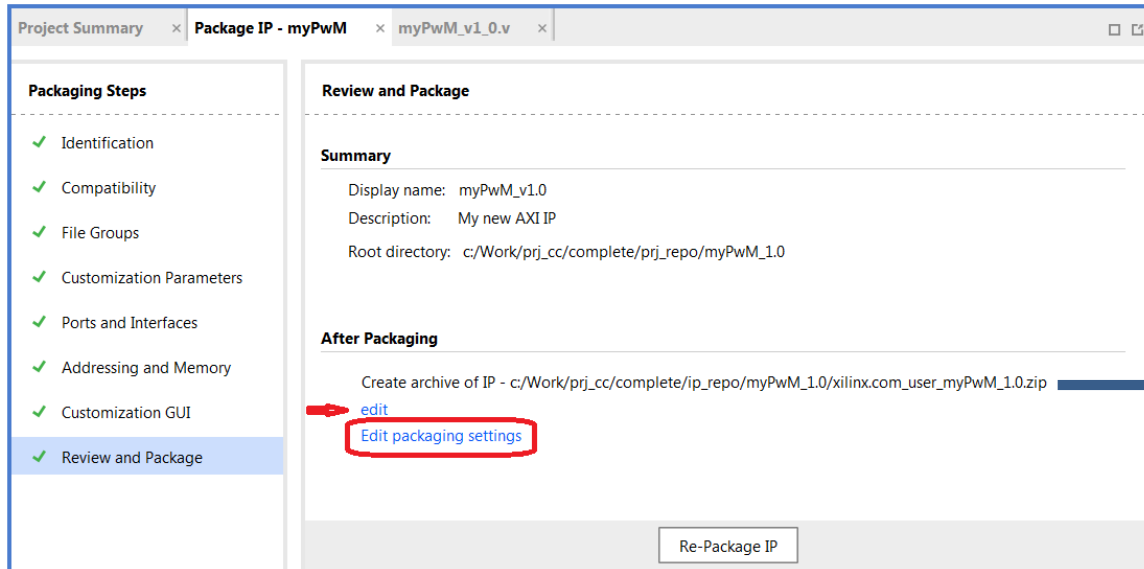 Project Summary × Package IP - myPwM × myPwM_v1_0.v ×
Packaging Steps
Identification
Compatibility
File Groups
Customization Parameters
Ports and Interfaces
Addressing and Memory
Customization GUI
Review and Package
Review and Package
Summary
Display name: myPwM_v1.0
Description: My new AXI IP
Root directory: c:/Work/prj_cc/complete/prj_repo/myPwM_1.0
After Packaging
Create archive of IP - c:/Work/prj_cc/complete/ip_repo/myPwM_1.0/xilinx.com_user_myPwM_1.0.zip
edit
Edit packaging settings
Re-Package IP